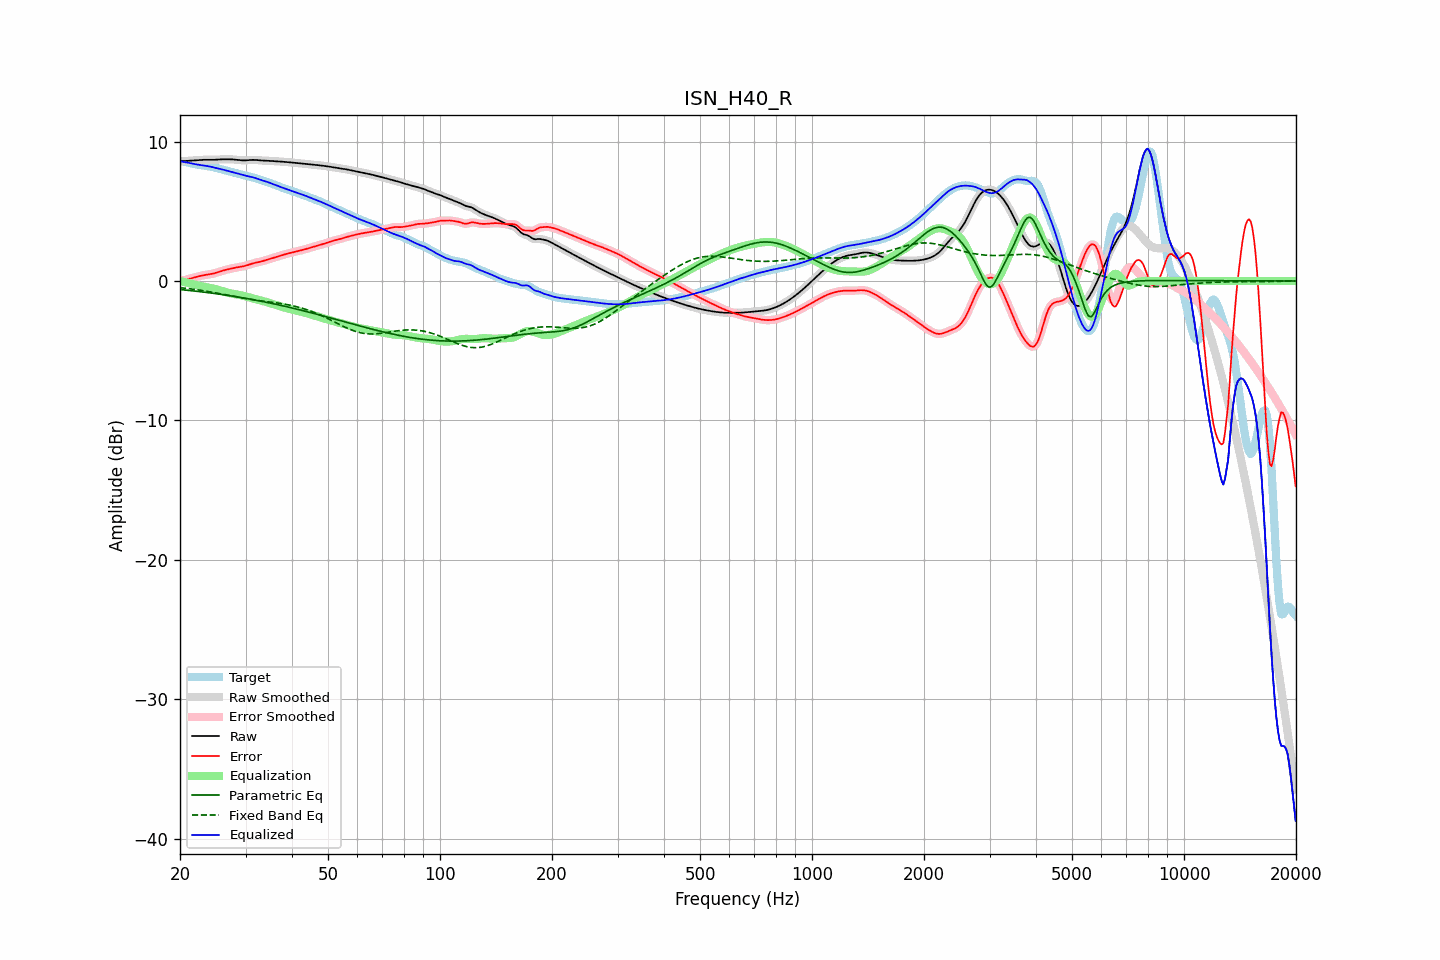 ISN_H40_R
10
0
−10
−20
−30
−40
Amplitude (dBr)
Target
Raw Smoothed
Error Smoothed
Raw
Error
Equalization
Parametric Eq
Fixed Band Eq
Equalized
20
50
100
200
500
1000
2000
5000
10000
20000
Frequency (Hz)